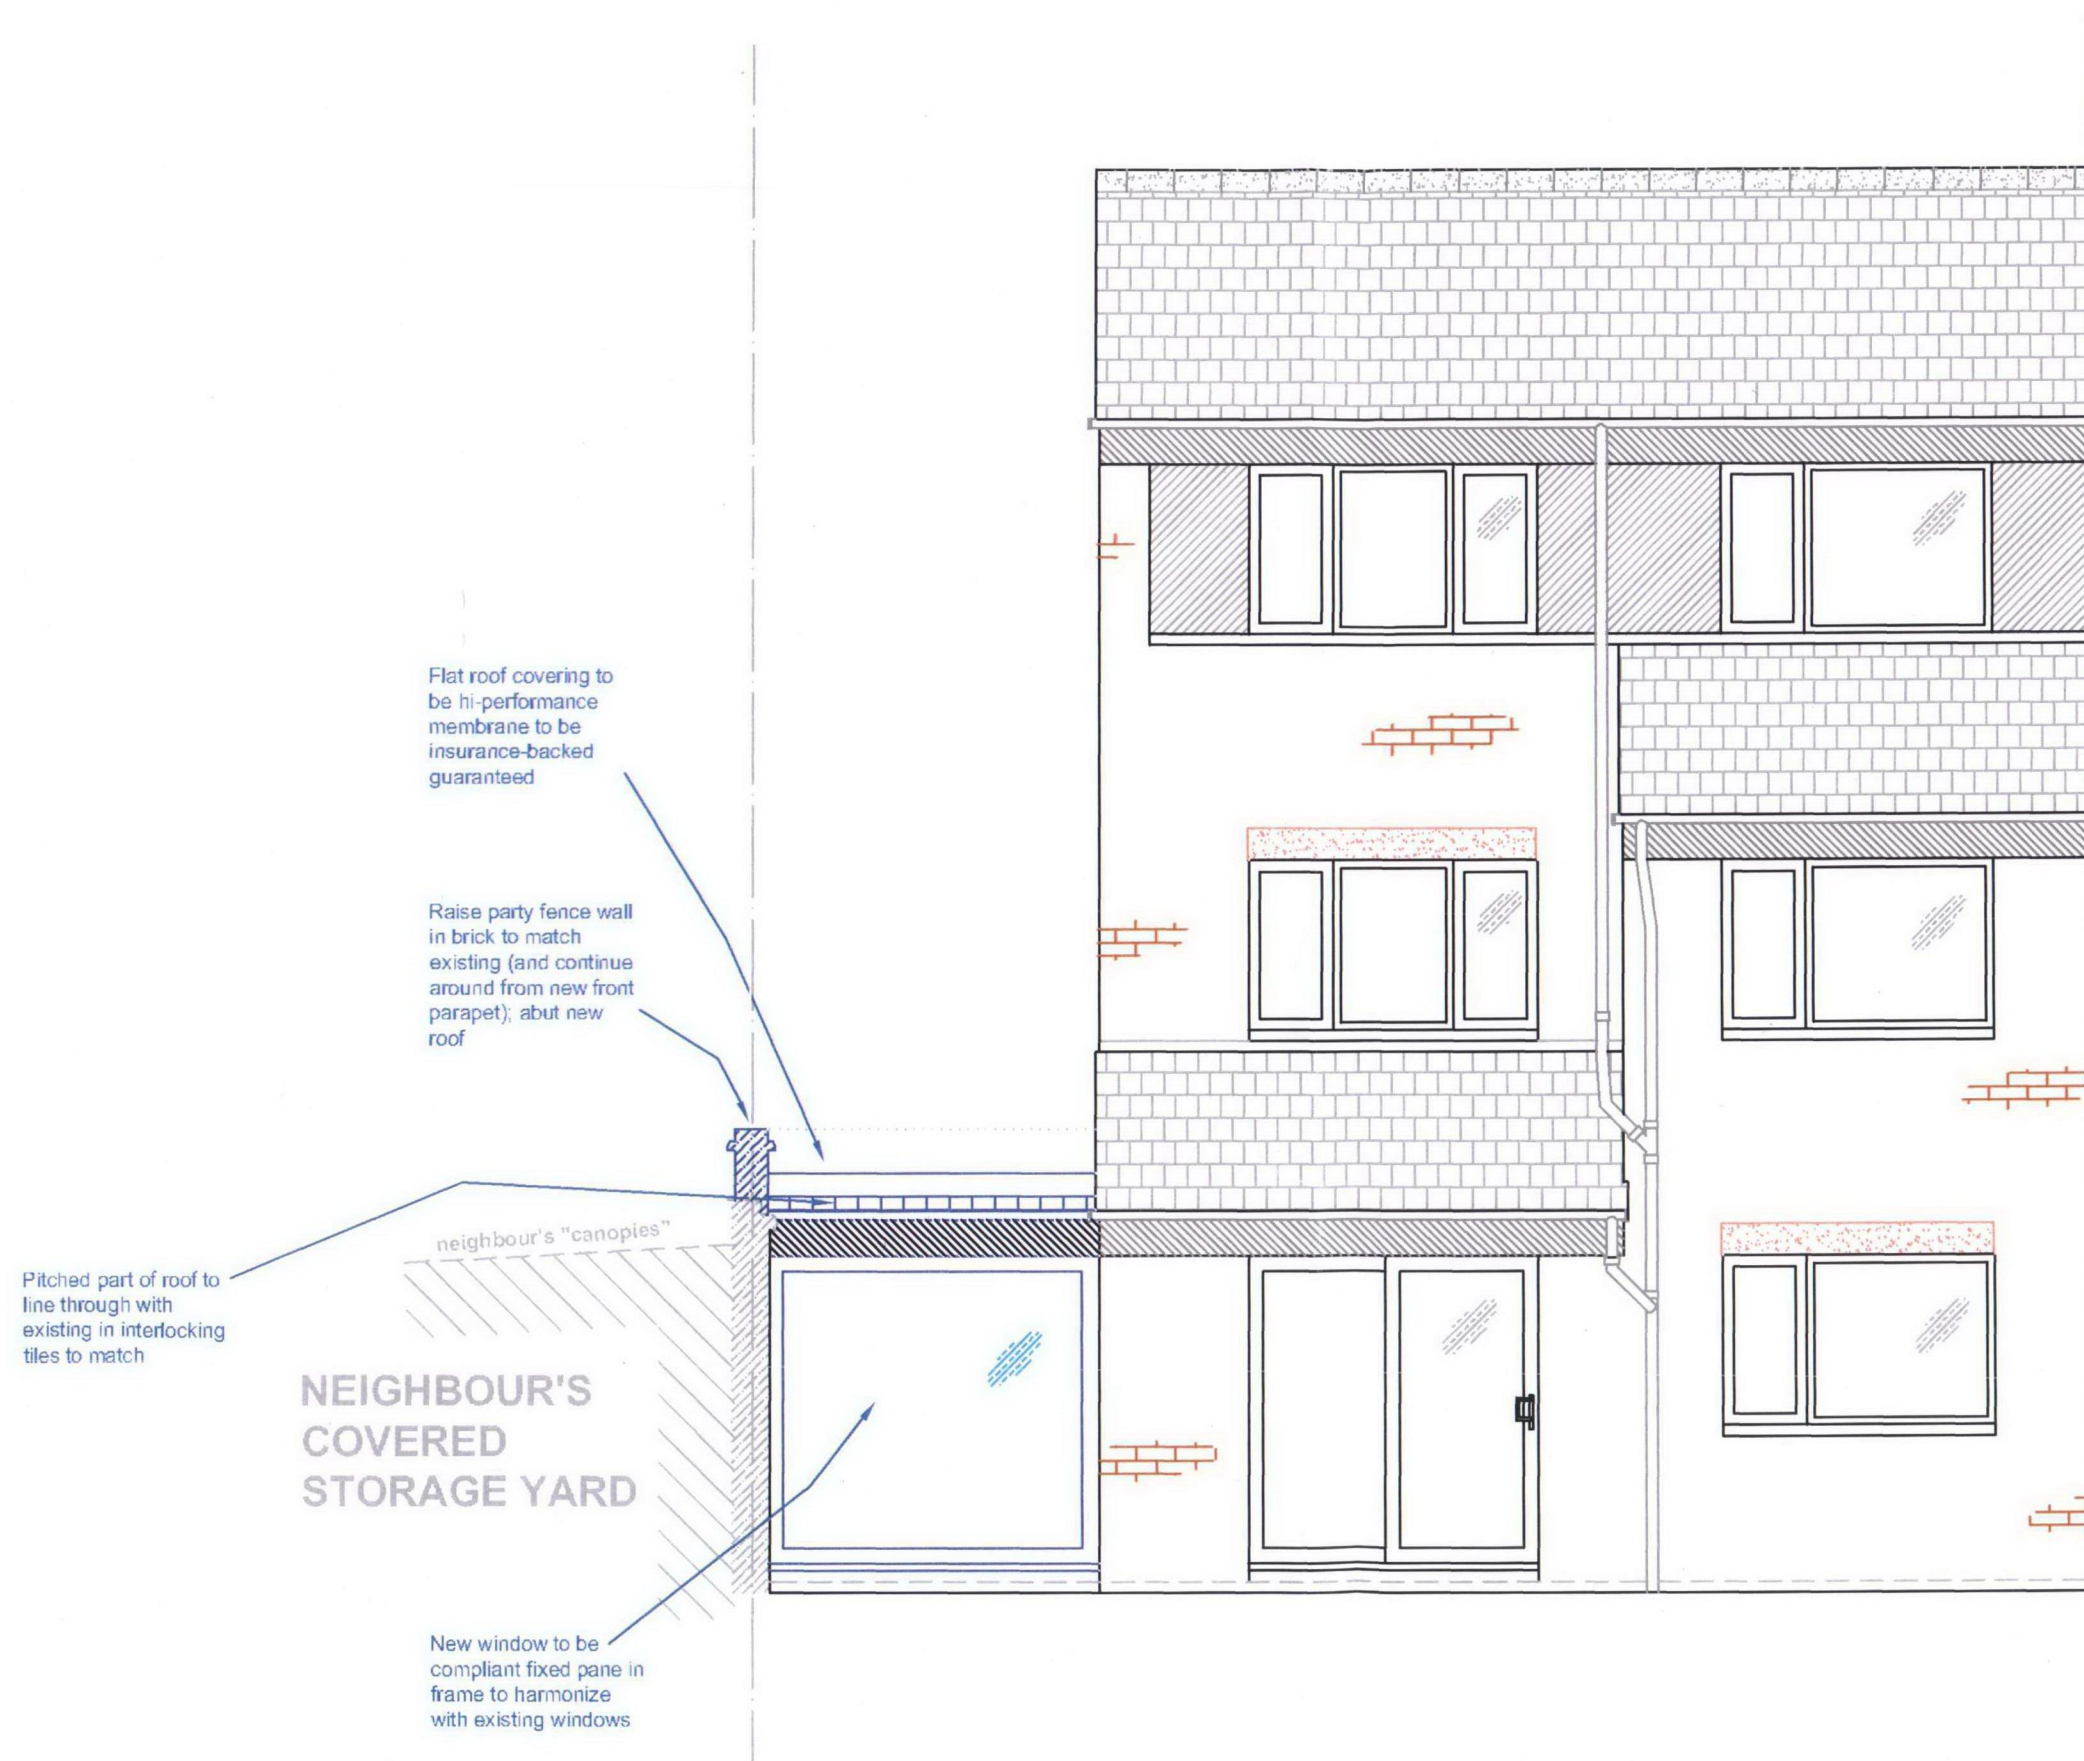 Flat roof covering to
be hi-performance
membrane to be
insurance-backed
guaranteed
Raise party fence wall
in brick to match
existing (and continue
around from new front
parapet); abut new
roof
neighbour's "canopies"
Pitched part of roof to
line through with
existing in interlocking
tiles to match
NEIGHBOUR'S
COVERED
STORAGE YARD
New window to be
compliant fixed pane in
frame to harmonize
with existing windows